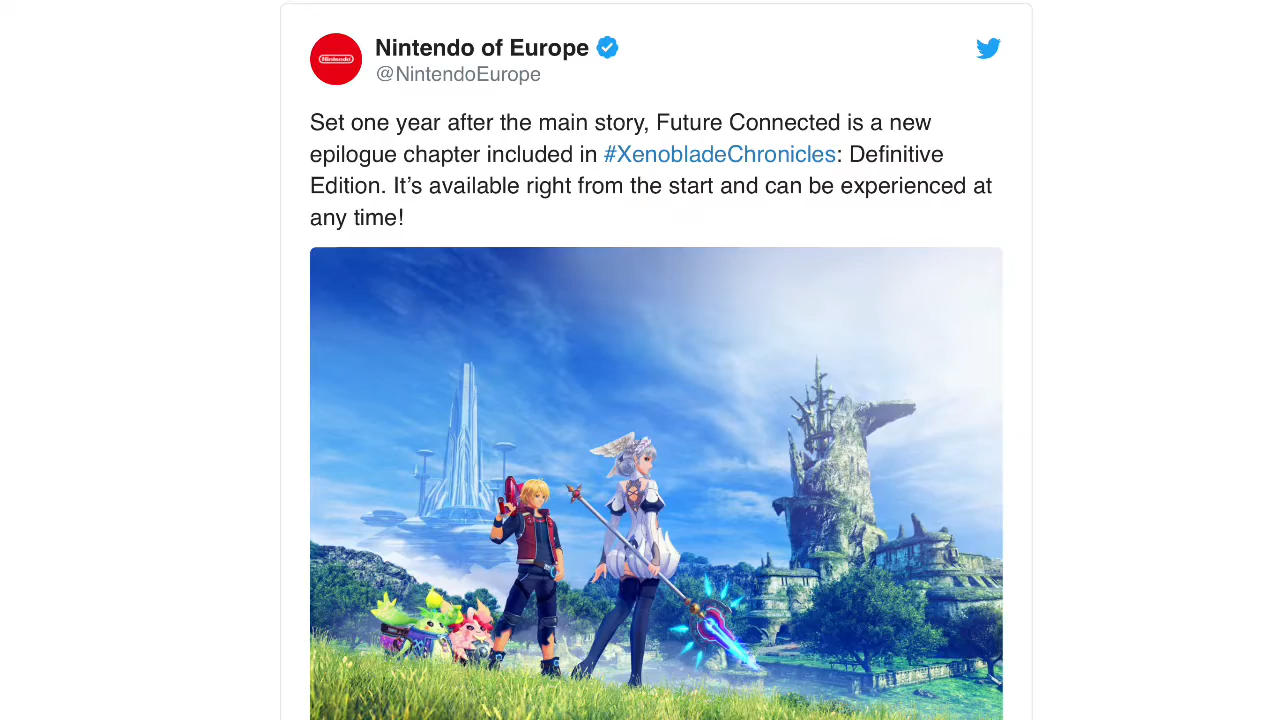 Nintendo of Europe
@NintendoEurope
Nintendo
Set one year after the main story, Future Connected is a new
epilogue chapter included in #XenobladeChronicles: Definitive
Edition. It’s available right from the start and can be experienced at
any time!